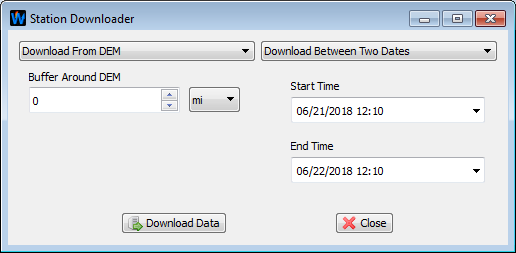 Station Downloader
Download From DEM
Download Between Two Dates
Buffer Around DEM
0
mi
Start Time
06/21/2018 12:10
End Time
06/22/2018 12:10
Download Data
Close